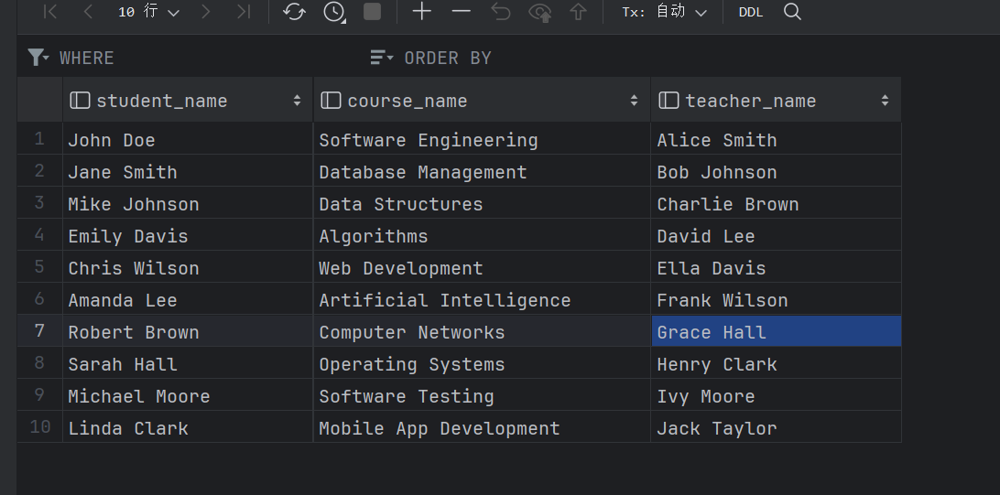 10 行 Tx: 自动 DDL
WHERE ORDER BY
student_name course_name teacher_name
1 John Doe Software Engineering Alice Smith
2 Jane Smith Database Management Bob Johnson
3 Mike Johnson Data Structures Charlie Brown
4 Emily Davis Algorithms David Lee
5 Chris Wilson Web Development Ella Davis
6 Amanda Lee Artificial Intelligence Frank Wilson
7 Robert Brown Computer Networks Grace Hall
8 Sarah Hall Operating Systems Henry Clark
9 Michael Moore Software Testing Ivy Moore
10 Linda Clark Mobile App Development Jack Taylor